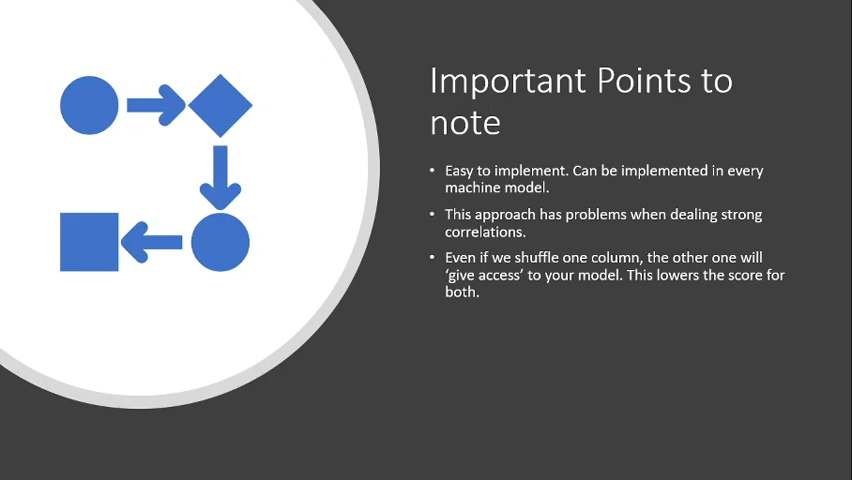 Important Points to
note
• Easy to implement. Can be implemented in every
machine model.
• This approach has problems when dealing strong
correlations.
• Even if we shuffle one column, the other one will
‘give access’ to your model. This lowers the score for
both.